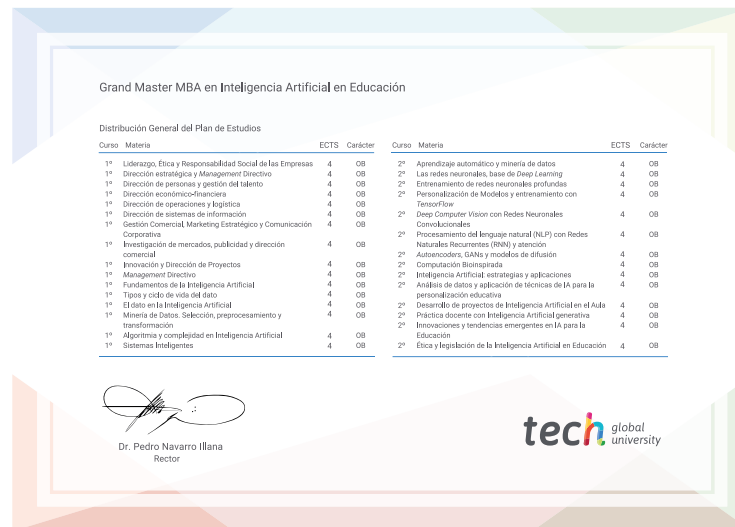 Grand Master MBA en Inteligencia Artificial en Educación
Distribución General del Plan de Estudios
Curso Materia ECTS Carácter
1º Liderazgo, Ética y Responsabilidad Social de las Empresas 4 OB
1º Dirección estratégica y Management Directivo 4 OB
1º Dirección de personas y gestión del talento 4 OB
1º Dirección económico-financiera 4 OB
1º Dirección de operaciones y logística 4 OB
1º Dirección de sistemas de información 4 OB
1º Gestión Comercial, Marketing Estratégico y Comunicación 4 OB
Corporativa
1º Investigación de mercados, publicidad y dirección 4 OB
comercial
1º Innovación y Dirección de Proyectos 4 OB
1º Management Directivo 4 OB
1º Fundamentos de la Inteligencia Artificial 4 OB
1º Tipos y ciclo de vida del dato 4 OB
1º El dato en la Inteligencia Artificial 4 OB
1º Minería de Datos. Selección, preprocesamiento y 4 OB
transformación
1º Algoritmia y complejidad en Inteligencia Artificial 4 OB
1º Sistemas Inteligentes 4 OB
Curso Materia ECTS Carácter
2º Aprendizaje automático y minería de datos 4 OB
2º Las redes neuronales, base de Deep Learning 4 OB
2º Entrenamiento de redes neuronales profundas 4 OB
2º Personalización de Modelos y entrenamiento con 4 OB
TensorFlow
2º Deep Computer Vision con Redes Neuronales 4 OB
Convolucionales
2º Procesamiento del lenguaje natural (NLP) con Redes 4 OB
Naturales Recurrentes (RNN) y atención
2º Autoencoders, GANs y modelos de difusión 4 OB
2º Computación Bioinspirada 4 OB
2º Inteligencia Artificial: estrategias y aplicaciones 4 OB
2º Análisis de datos y aplicación de técnicas de IA para la 4 OB
personalización educativa
2º Desarrollo de proyectos de Inteligencia Artificial en el Aula 4 OB
2º Práctica docente con Inteligencia Artificial generativa 4 OB
2º Innovaciones y tendencias emergentes en IA para la 4 OB
Educación
2º Ética y legislación de la Inteligencia Artificial en Educación 4 OB
Dr. Pedro Navarro Illana
Rector
tech global
university